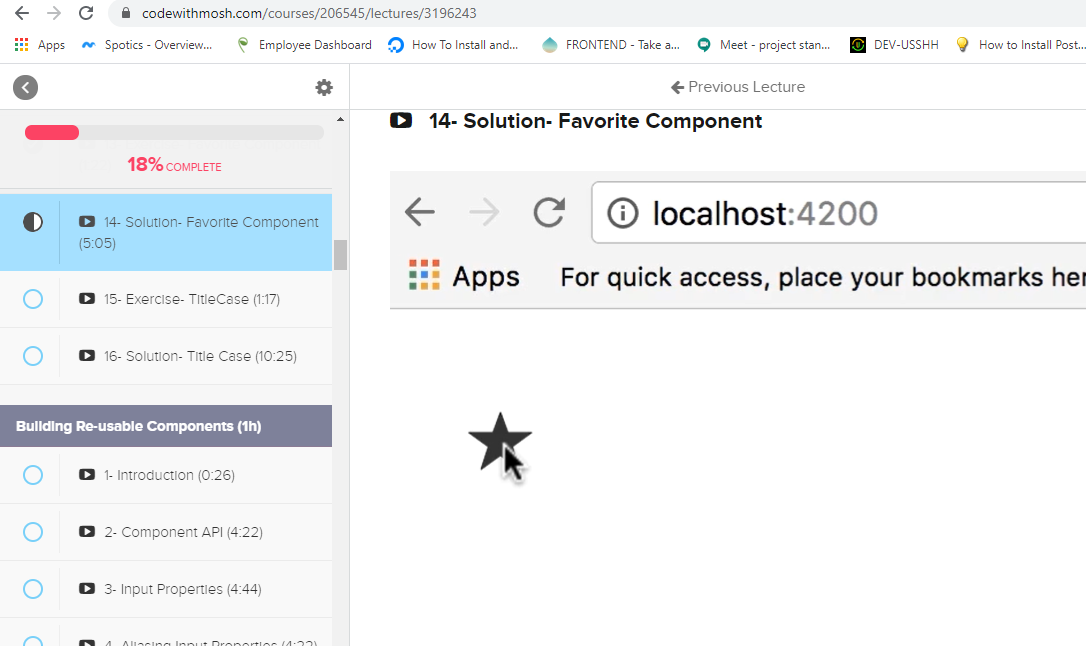 codewithmosh.com/courses/206545/lectures/3196243
Apps Spotics - Overview... Employee Dashboard How To Install and... FRONTEND - Take a... Meet - project stan... DEV-USSHH How to Install Post...
Previous Lecture
18% COMPLETE
14- Solution- Favorite Component
(5:05)
15- Exercise- TitleCase (1:17)
16- Solution- Title Case (10:25)
Building Re-usable Components (1h)
1- Introduction (0:26)
2- Component API (4:22)
3- Input Properties (4:44)
4- Aliasing Input Properties (4:22)
14- Solution- Favorite Component
localhost:4200
Apps For quick access, place your bookmarks her